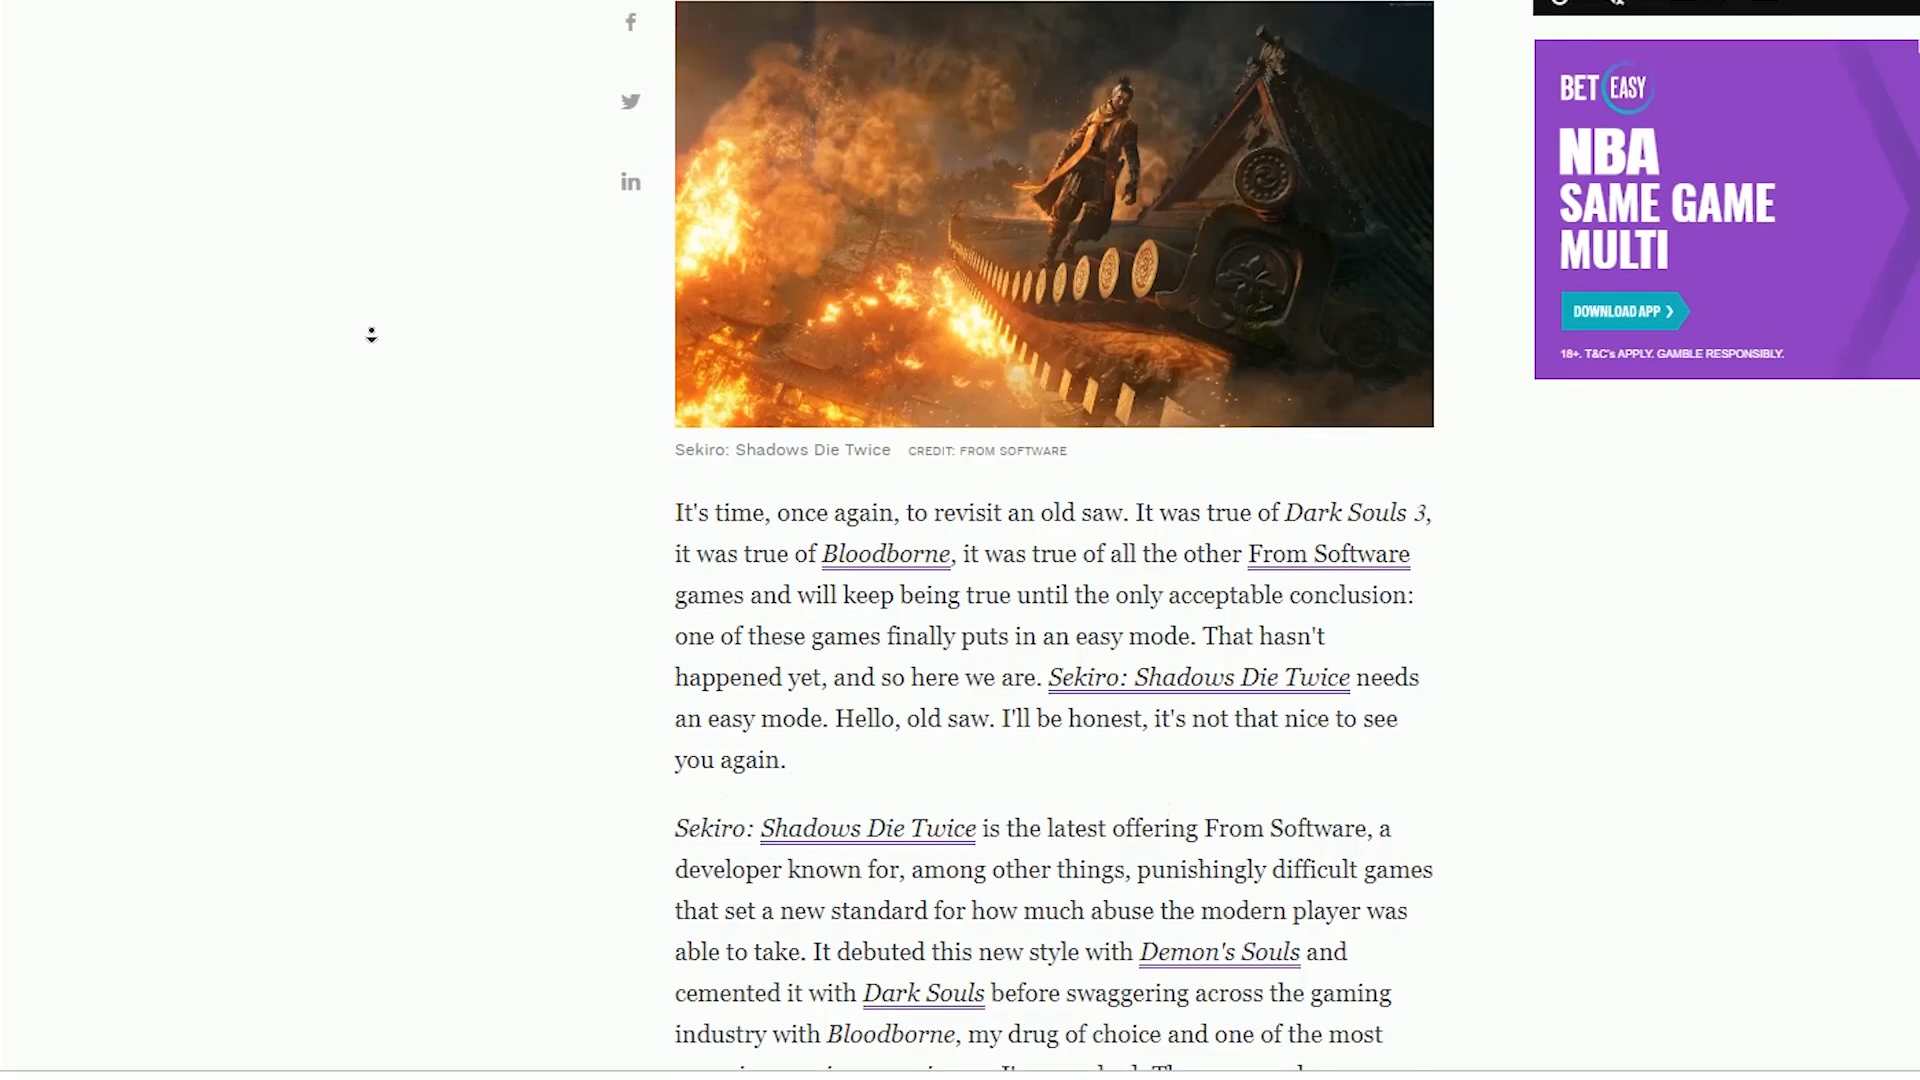 Sekiro: Shadows Die Twice CREDIT: FROM SOFTWARE
It's time, once again, to revisit an old saw. It was true of Dark Souls 3,
it was true of Bloodborne, it was true of all the other From Software
games and will keep being true until the only acceptable conclusion:
one of these games finally puts in an easy mode. That hasn't
happened yet, and so here we are. Sekiro: Shadows Die Twice needs
an easy mode. Hello, old saw. I'll be honest, it's not that nice to see
you again.
Sekiro: Shadows Die Twice is the latest offering From Software, a
developer known for, among other things, punishingly difficult games
that set a new standard for how much abuse the modern player was
able to take. It debuted this new style with Demon's Souls and
cemented it with Dark Souls before swaggering across the gaming
industry with Bloodborne, my drug of choice and one of the most
BET EASY
NBA
SAME GAME
MULTI
DOWNLOAD APP
18+. T&C's APPLY. GAMBLE RESPONSIBLY.